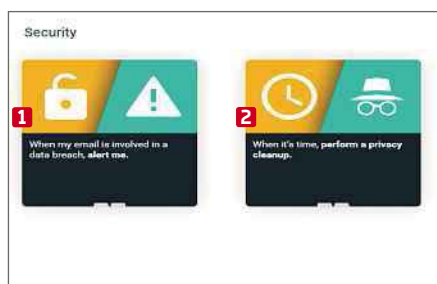 Security
1
2
When my email is involved in a
data breach, alert me.
When it's time, perform a privacy
cleanup.